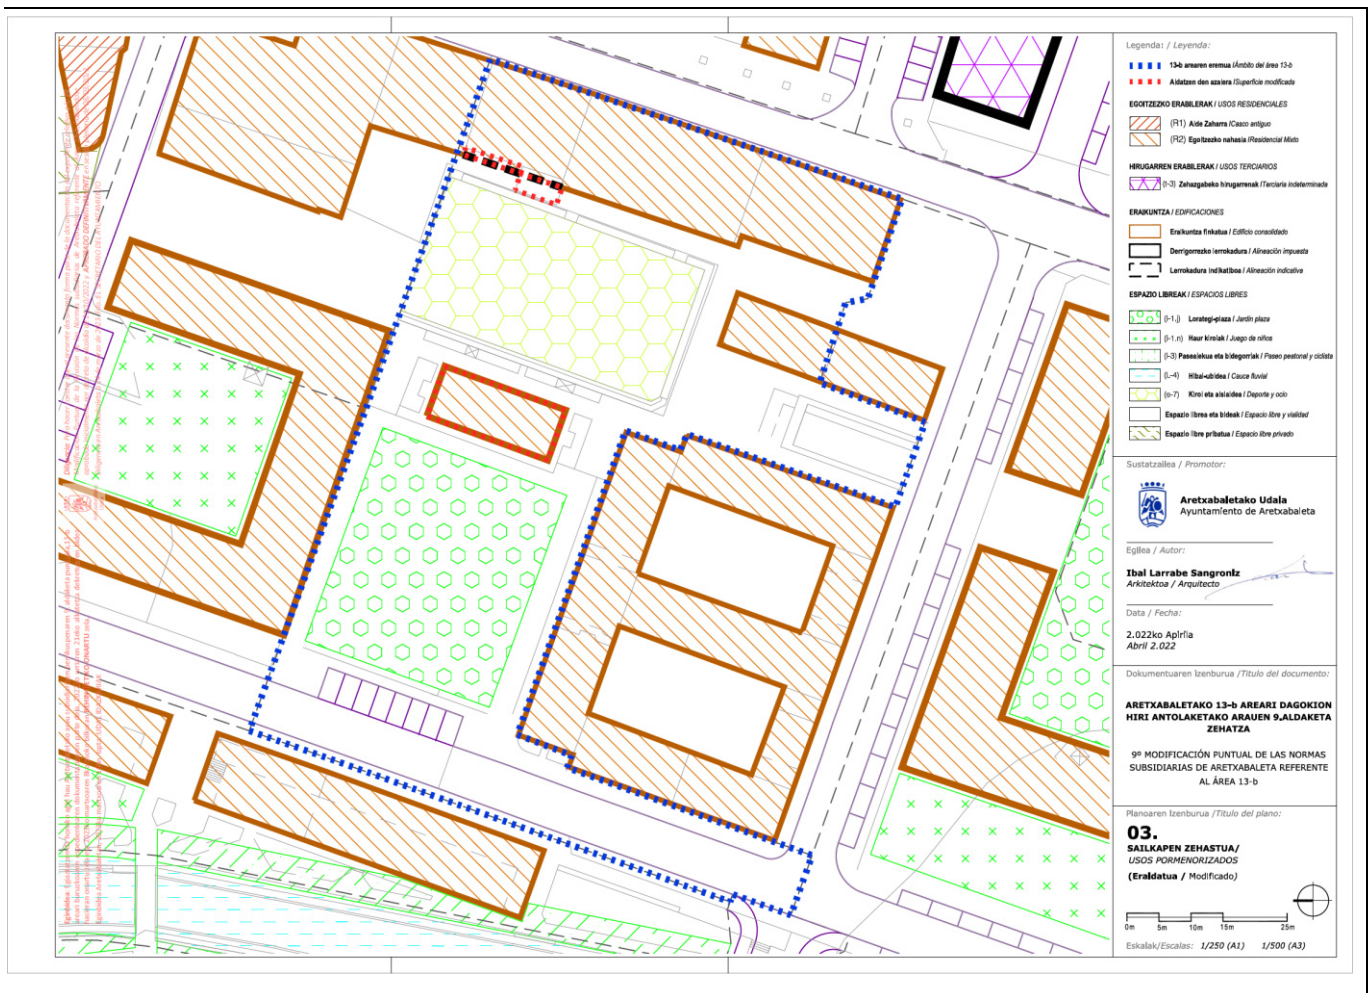 Legenda: / Leyenda:
13-b arearen eremua /Ámbito del área 13-b
Aldatzen den azalera /Superficie modificada
EGOITZEZKO ERABILERAK / USOS RESIDENCIALES
(R1) Alde Zaharra /Casco antiguo
(R2) Egoitzezko nahasia /Residencial Mixto
HIRUGARREN ERABILERAK / USOS TERCIARIOS
(t-3) Zehazgabeko hirugarrenak /Terciaria indeterminada
ERAIKUNTZA / EDIFICACIONES
Eraikuntza finkatua / Edificio consolidado
Derrigorrezko lerrokadura / Alineación impuesta
Lerrokadura indikatiboa / Alineación indicativa
ESPAZIO LIBREAK / ESPACIOS LIBRES
(l-1.j) Lorategi-plaza / Jardin plaza
(l-1.n) Haur kirolak / Juego de niños
(l-3) Pasealekua eta bidegorriak / Paseo peatonal y ciclista
(L-4) Hibai-ubidea / Cauce fluvial
(e-7) Kirol eta aisialdea / Deporte y ocio
Espazio librea eta bideak / Espacio libre y vialidad
Espazio libre pribatua / Espacio libre privado
Sustatzailea / Promotor:
Aretxabaletako Udala
Ayuntamiento de Aretxabaleta
Egilea / Autor:
Ibai Larrabe Sangroniz
Arkitektoa / Arquitecto
Data / Fecha:
2.022ko Apirila
Abril 2.022
Dokumentuaren izenburua /Titulo del documento:
ARETXABALETAKO 13-b AREARI DAGOKION
HIRI ANTOLAKETAKO ARAUEN 9.ALDAKETA
ZEHATZA
9º MODIFICACIÓN PUNTUAL DE LAS NORMAS
SUBSIDIARIAS DE ARETXABALETA REFERENTE
AL ÁREA 13-b
Planoaren izenburua /Titulo del plano:
03.
SAILKAPEN ZEHASTUA/
USOS PORMENORIZADOS
(Eraldatua / Modificado)
0m 5m 10m 15m 25m
Eskalak/Escalas: 1/250 (A1) 1/500 (A3)